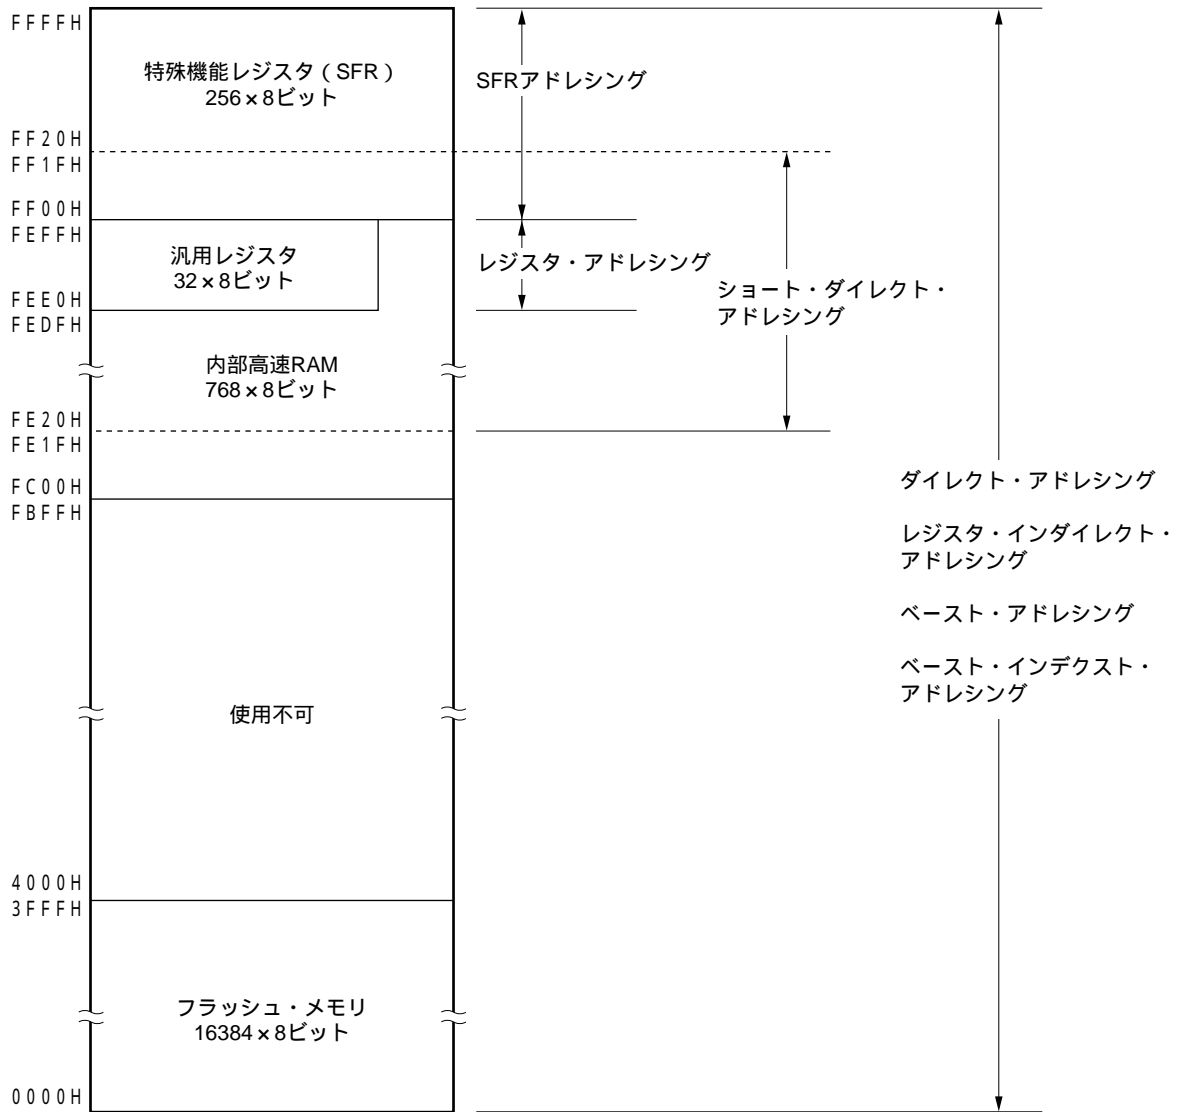 FFFFH
特殊機能レジスタ(SFR)
256×8ビット
SFRアドレシング
FF20H
FF1FH
FF00H
FEFFH
汎用レジスタ
32×8ビット
レジスタ・アドレシング
ショート・ダイレクト・
アドレシング
FEE0H
FEDFH
内部高速RAM
768×8ビット
FE20H
FE1FH
FC00H
FBFFH
ダイレクト・アドレシング
レジスタ・インダイレクト・
アドレシング
ベースト・アドレシング
ベースト・インデクスト・
アドレシング
使用不可
4000H
3FFFH
フラッシュ・メモリ
16384×8ビット
0000H